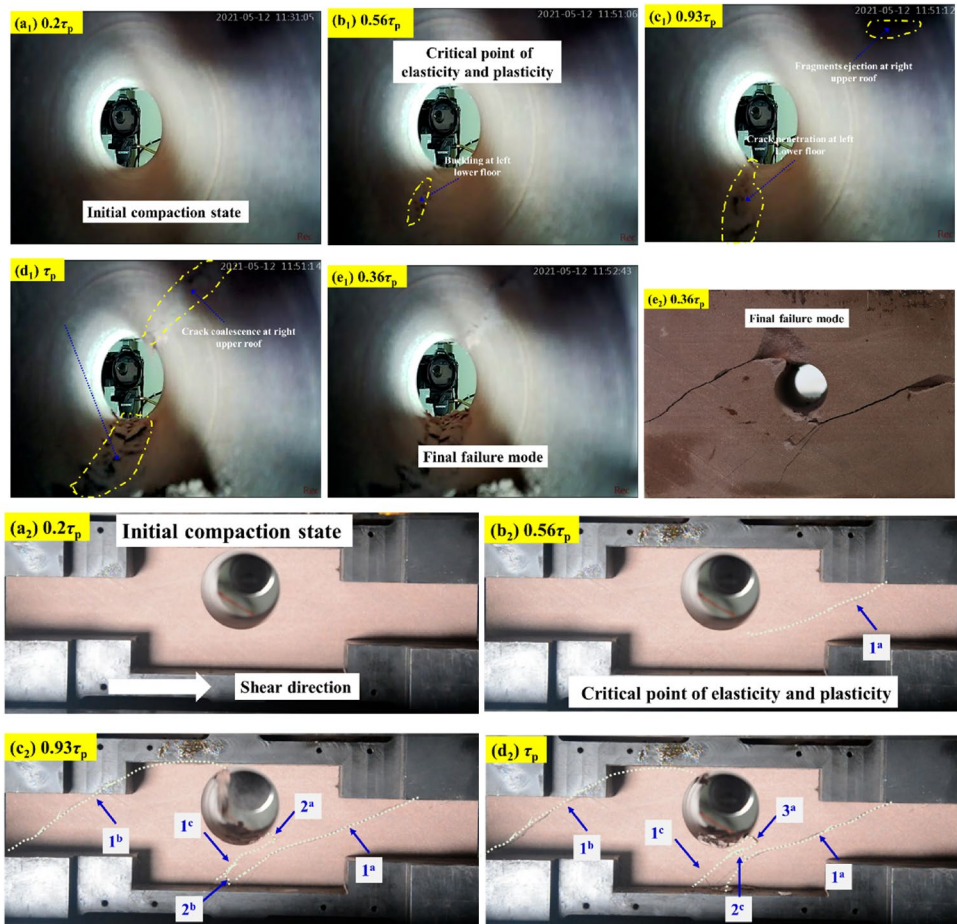 (a₁) 0.2τₚ
2021-05-12 11:31:05
Initial compaction state
Rec
(b₁) 0.56τₚ
2021-05-12 11:51:06
Critical point of
elasticity and plasticity
Buckling at left
lower floor
Rec
(c₁) 0.93τₚ
2021-05-12 11:51:12
Fragments ejection at right
upper roof
Crack penetration at left
Lower floor
Rec
(d₁) τₚ
2021-05-12 11:51:14
Crack coalescence at right
upper roof
Rec
(e₁) 0.36τₚ
2021-05-12 11:52:43
Final failure mode
Rec
(e₂) 0.36τₚ
Final failure mode
(a₂) 0.2τₚ
Initial compaction state
Shear direction
(b₂) 0.56τₚ
1ᵃ
Critical point of elasticity and plasticity
(c₂) 0.93τₚ
1ᵇ
1ᶜ
2ᵃ
1ᵃ
2ᵇ
(d₂) τₚ
1ᵇ
1ᶜ
3ᵃ
1ᵃ
2ᶜ